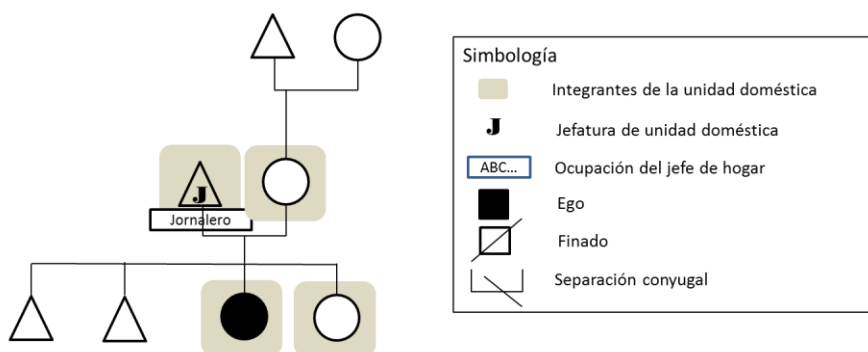 J
Jornalero
Simbología
Integrantes de la unidad doméstica
J Jefatura de unidad doméstica
ABC... Ocupación del jefe de hogar
Ego
Finado
Separación conyugal